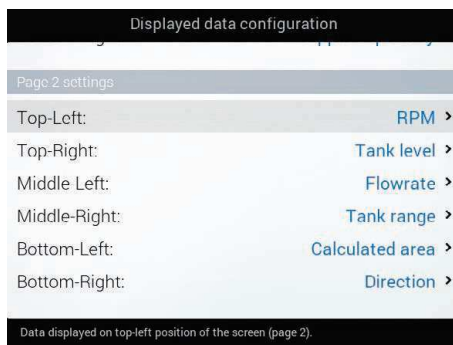 Displayed data configuration
Page 2 settings
Top-Left: RPM
Top-Right: Tank level
Middle Left: Flowrate
Middle-Right: Tank range
Bottom-Left: Calculated area
Bottom-Right: Direction
Data displayed on top-left position of the screen (page 2).